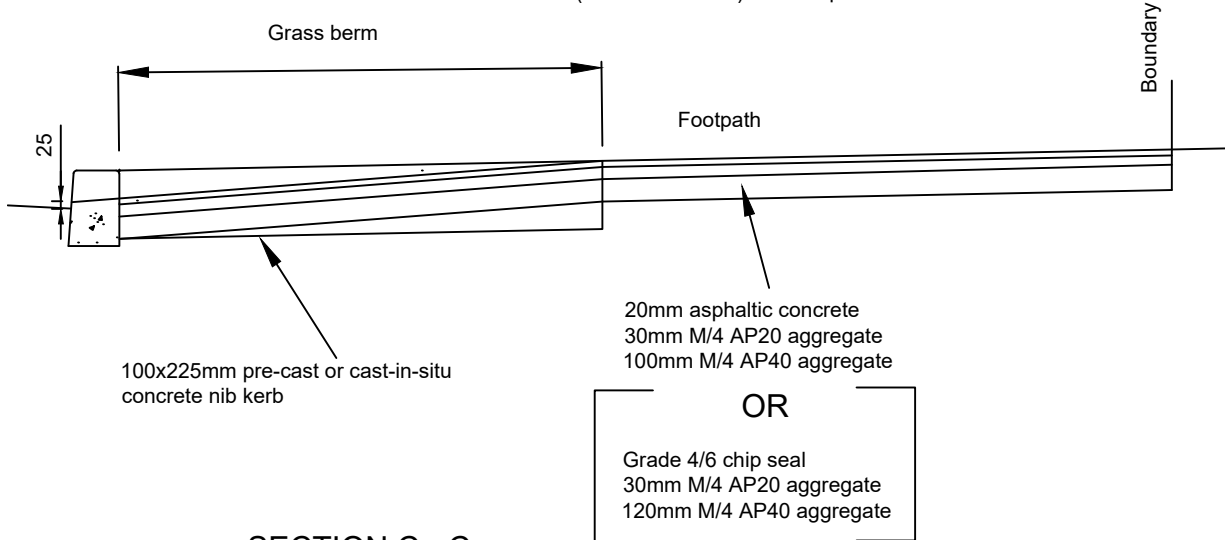 Grass berm
Boundary
25
Footpath
20mm asphaltic concrete
30mm M/4 AP20 aggregate
100mm M/4 AP40 aggregate
100x225mm pre-cast or cast-in-situ
concrete nib kerb
OR
Grade 4/6 chip seal
30mm M/4 AP20 aggregate
120mm M/4 AP40 aggregate